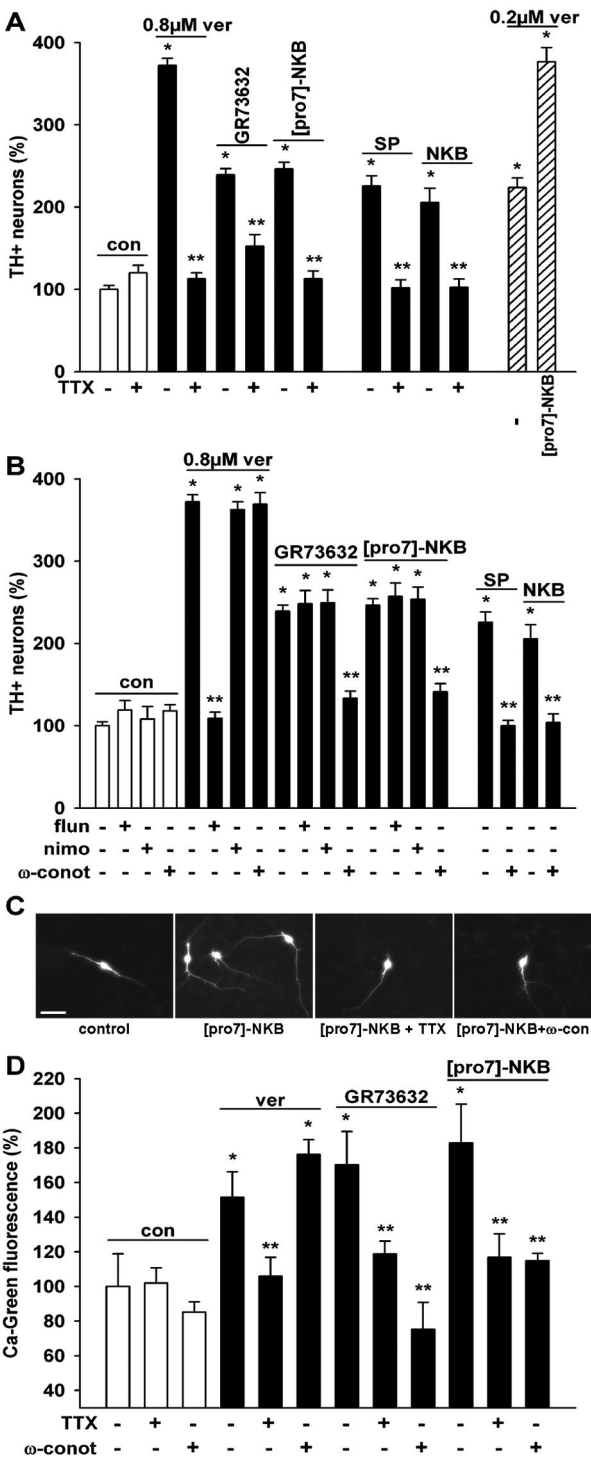 A
0.8µM ver
GR73632
[pro7]-NKB
SP
NKB
0.2µM ver
con
* ** * ** * ** * ** * ** * *
TH+ neurons (%)
400
300
200
100
0
TTX - + - + - + - + - + - + - [pro7]-NKB
B
0.8µM ver
GR73632
[pro7]-NKB
SP
NKB
con
* ** * * * * * ** * * * ** * ** * **
TH+ neurons (%)
400
300
200
100
0
flun - + - - - + - - - + - - - + - - - - - -
nimo - - + - - - + - - - + - - - + - - - - -
ω-conot - - - + - - - + - - - + - - - + - + - +
C
control
[pro7]-NKB
[pro7]-NKB + TTX
[pro7]-NKB+ω-con
D
ver
GR73632
[pro7]-NKB
con
* ** * * ** ** * ** **
Ca-Green fluorescence (%)
220
200
180
160
140
120
100
80
60
40
TTX - + - - + - - + - - + -
ω-conot - - + - - + - - + - - +